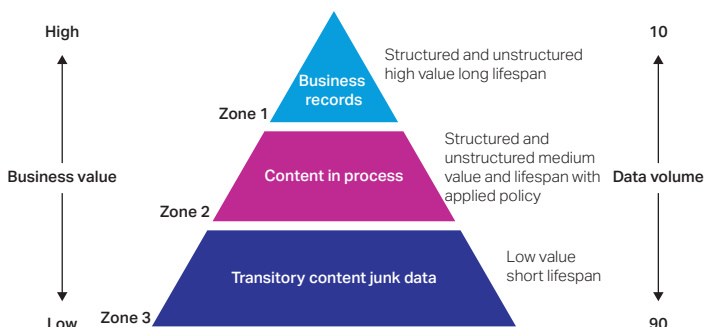 High
10
Structured and unstructured
high value long lifespan
Business
records
Zone 1
Structured and
unstructured medium
value and lifespan with
applied policy
Content in process
Business value
Data volume
Zone 2
Low value
short lifespan
Transitory content junk data
Low
Zone 3
90